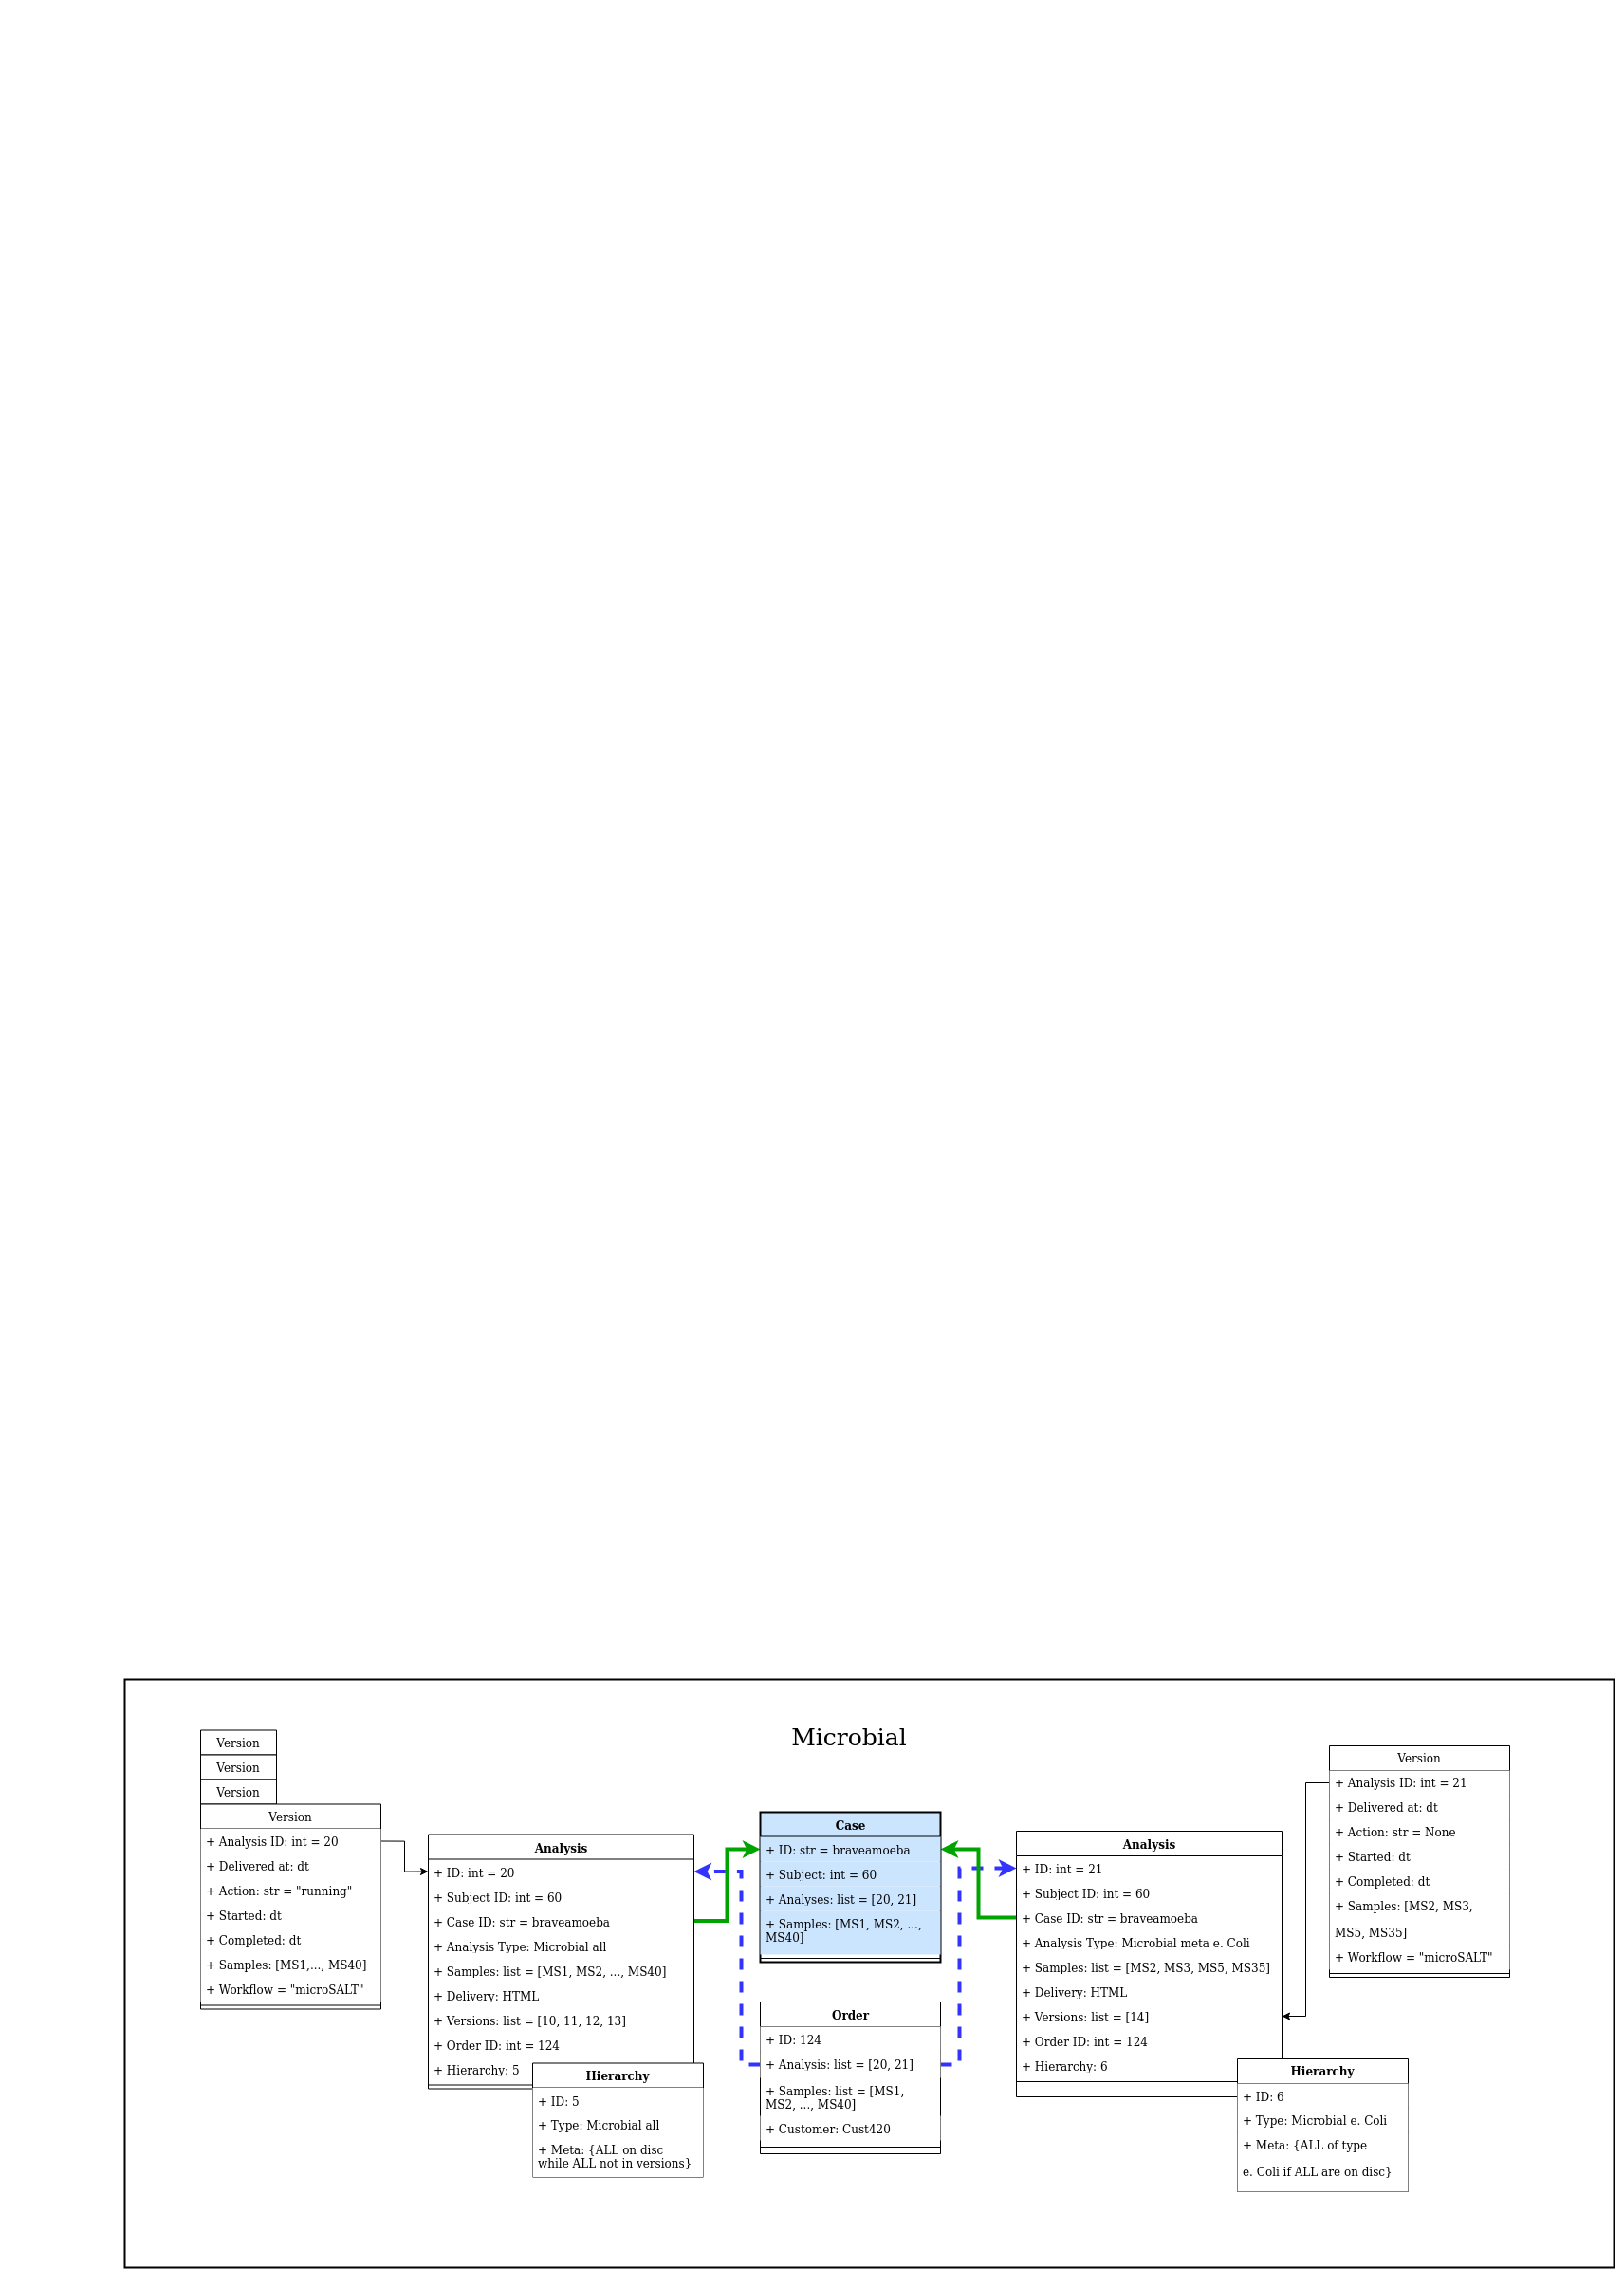 Microbial
Version
Version
Version
Version
+ Analysis ID: int = 20
+ Delivered at: dt
+ Action: str = "running"
+ Started: dt
+ Completed: dt
+ Samples: [MS1,..., MS40]
+ Workflow = "microSALT"
Analysis
+ ID: int = 20
+ Subject ID: int = 60
+ Case ID: str = braveamoeba
+ Analysis Type: Microbial all
+ Samples: list = [MS1, MS2, ..., MS40]
+ Delivery: HTML
+ Versions: list = [10, 11, 12, 13]
+ Order ID: int = 124
+ Hierarchy: 5
Hierarchy
+ ID: 5
+ Type: Microbial all
+ Meta: {ALL on disc
while ALL not in versions}
Case
+ ID: str = braveamoeba
+ Subject: int = 60
+ Analyses: list = [20, 21]
+ Samples: [MS1, MS2, ...,
MS40]
Order
+ ID: 124
+ Analysis: list = [20, 21]
+ Samples: list = [MS1,
MS2, ..., MS40]
+ Customer: Cust420
Analysis
+ ID: int = 21
+ Subject ID: int = 60
+ Case ID: str = braveamoeba
+ Analysis Type: Microbial meta e. Coli
+ Samples: list = [MS2, MS3, MS5, MS35]
+ Delivery: HTML
+ Versions: list = [14]
+ Order ID: int = 124
+ Hierarchy: 6
Hierarchy
+ ID: 6
+ Type: Microbial e. Coli
+ Meta: {ALL of type
e. Coli if ALL are on disc}
Version
+ Analysis ID: int = 21
+ Delivered at: dt
+ Action: str = None
+ Started: dt
+ Completed: dt
+ Samples: [MS2, MS3,
MS5, MS35]
+ Workflow = "microSALT"